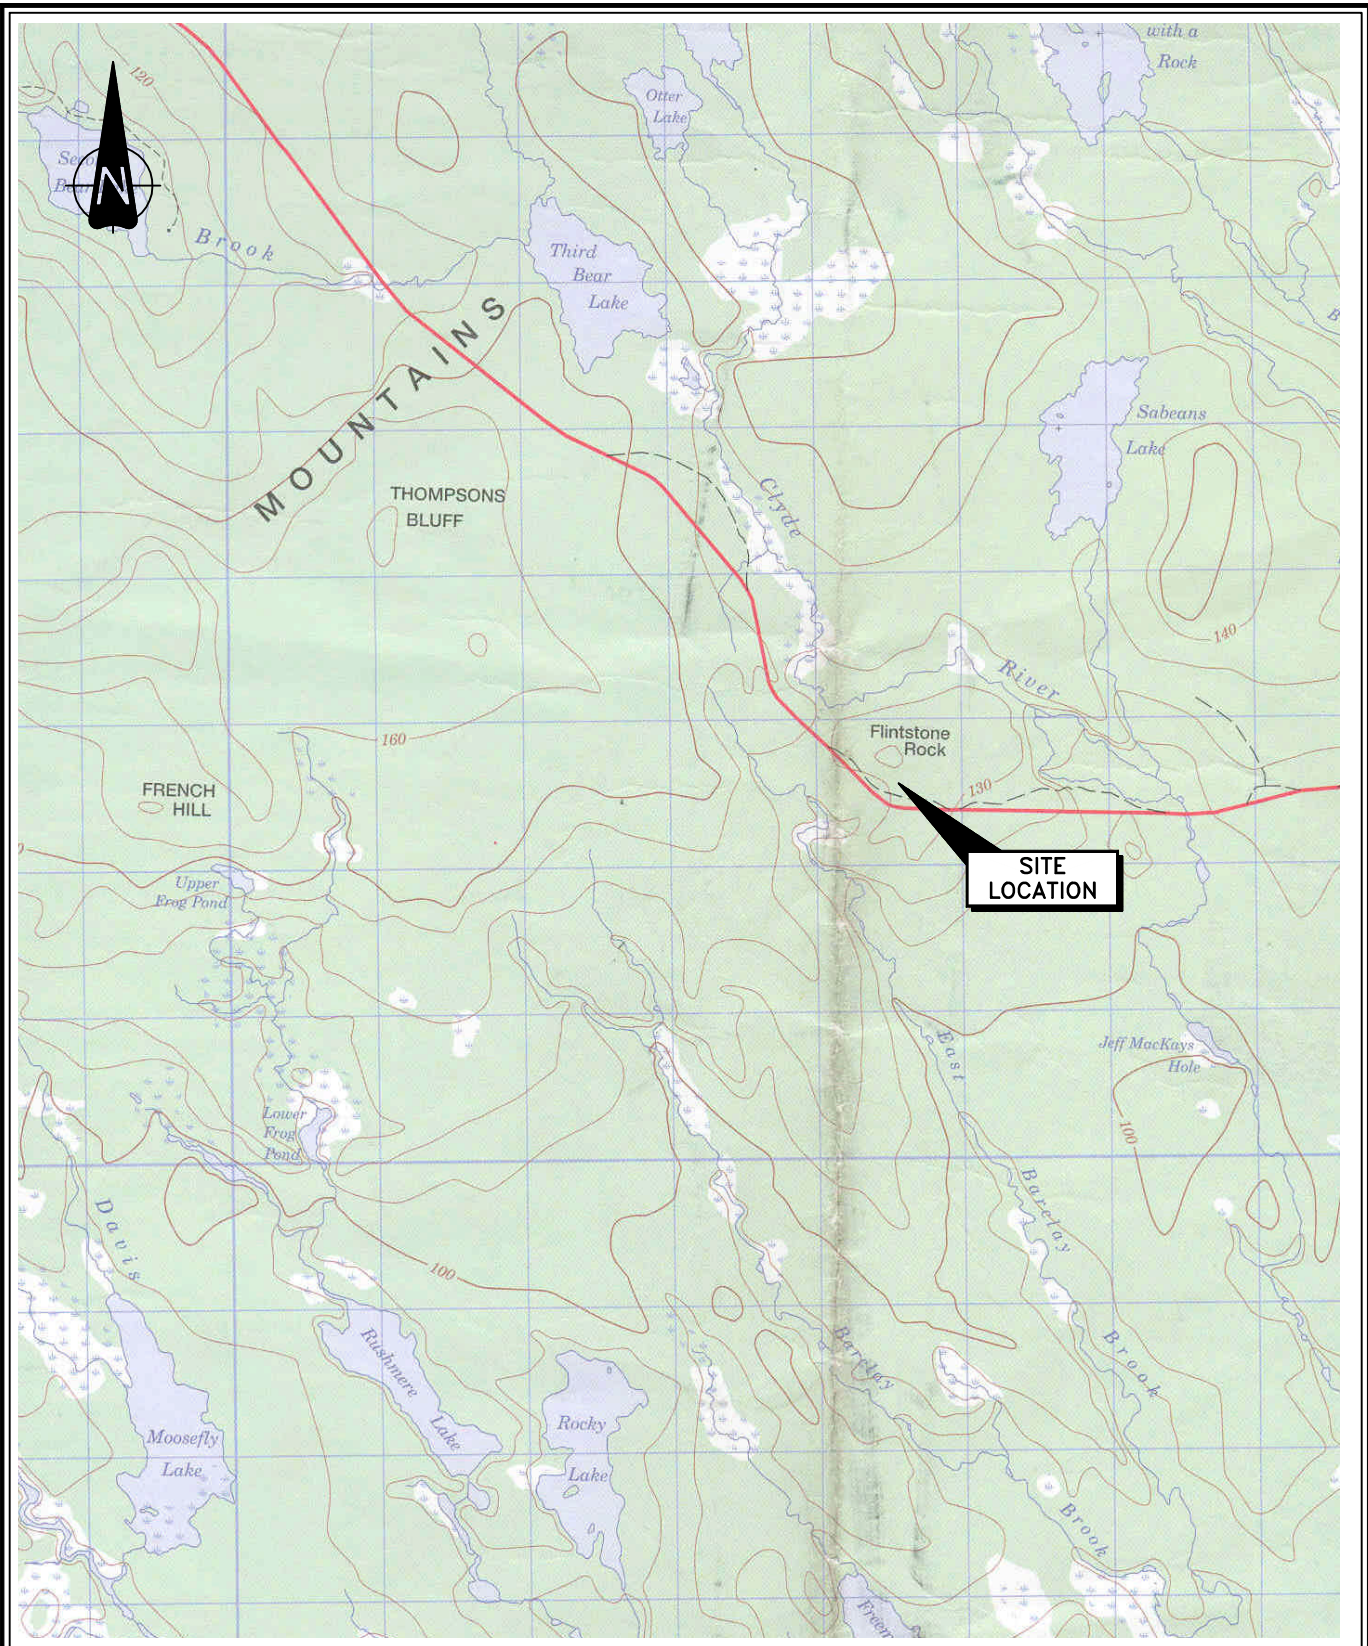 with a
Rock
120
Otter
Lake
N
Brook
Third
Bear
Lake
MOUNTAINS
Sabeans
Lake
THOMPSONS
BLUFF
Clyde
140
River
Flintstone
Rock
160
130
FRENCH
HILL
SITE
LOCATION
Upper
Frog Pond
East
Jeff MacKays
Hole
Lower
Frog
Pond
100
Barclay
Davis
100
Rushmere
Lake
Barclay
Brook
Rocky
Lake
Moosefly
Lake
Brook